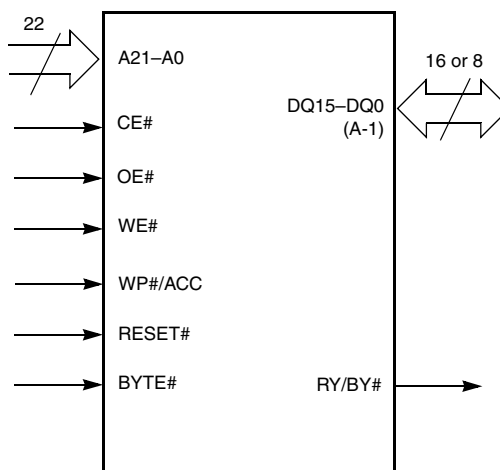 22
A21–A0
16 or 8
DQ15–DQ0
(A-1)
CE#
OE#
WE#
WP#/ACC
RESET#
BYTE#
RY/BY#